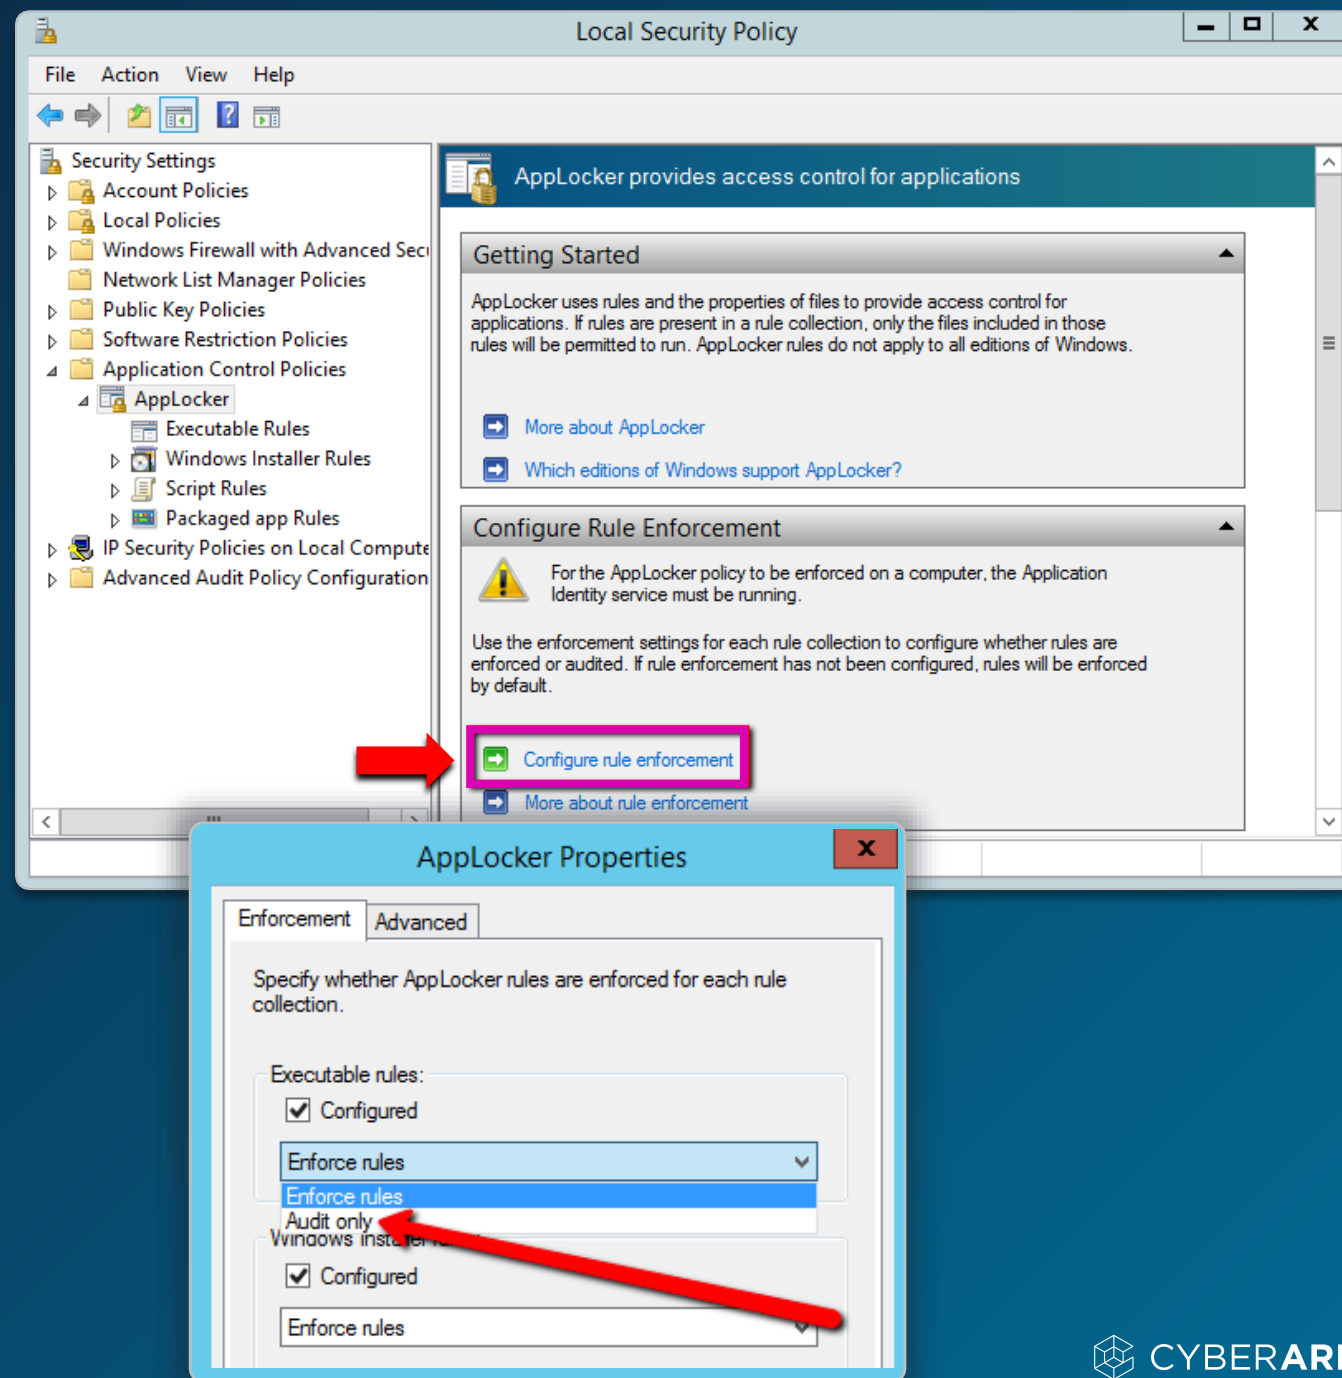 Local Security Policy
File Action View Help
Security Settings
Account Policies
Local Policies
Windows Firewall with Advanced Secu
Network List Manager Policies
Public Key Policies
Software Restriction Policies
Application Control Policies
AppLocker
Executable Rules
Windows Installer Rules
Script Rules
Packaged app Rules
IP Security Policies on Local Compute
Advanced Audit Policy Configuration
AppLocker provides access control for applications
Getting Started
AppLocker uses rules and the properties of files to provide access control for
applications. If rules are present in a rule collection, only the files included in those
rules will be permitted to run. AppLocker rules do not apply to all editions of Windows.
More about AppLocker
Which editions of Windows support AppLocker?
Configure Rule Enforcement
For the AppLocker policy to be enforced on a computer, the Application
Identity service must be running.
Use the enforcement settings for each rule collection to configure whether rules are
enforced or audited. If rule enforcement has not been configured, rules will be enforced
by default.
Configure rule enforcement
More about rule enforcement
AppLocker Properties
Enforcement Advanced
Specify whether AppLocker rules are enforced for each rule
collection.
Executable rules:
Configured
Enforce rules
Enforce rules
Audit only
Windows
Configured
Enforce rules
CYBERAR